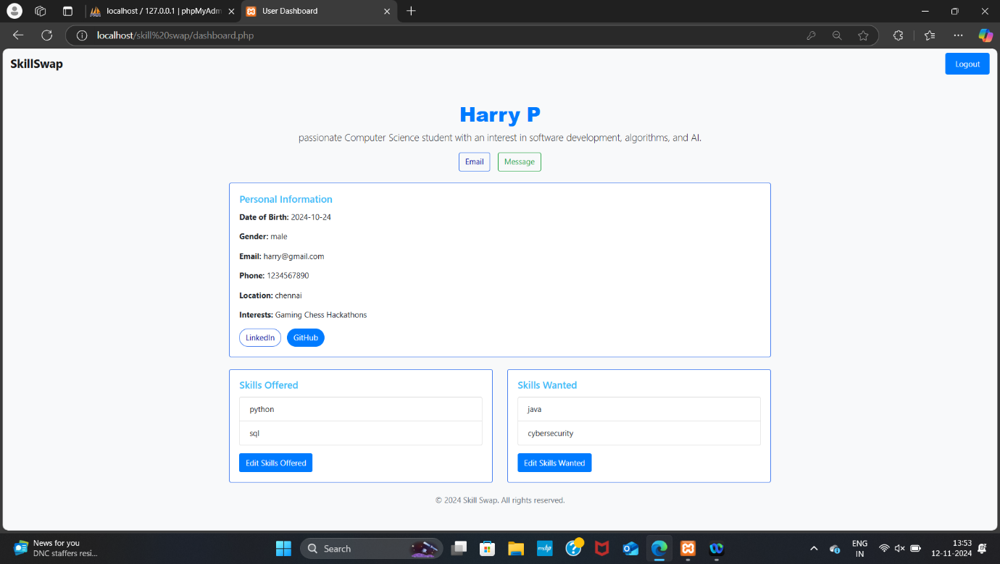 localhost / 127.0.0.1 | phpMyAdm
User Dashboard
localhost/skill%20swap/dashboard.php
SkillSwap
Logout
Harry P
passionate Computer Science student with an interest in software development, algorithms, and AI.
Email Message
Personal Information
Date of Birth: 2024-10-24
Gender: male
Email: harry@gmail.com
Phone: 1234567890
Location: chennai
Interests: Gaming Chess Hackathons
LinkedIn GitHub
Skills Offered
python
sql
Edit Skills Offered
Skills Wanted
java
cybersecurity
Edit Skills Wanted
© 2024 Skill Swap. All rights reserved.
News for you
DNC staffers resi...
Search
myhp
ENG
IN
13:53
12-11-2024